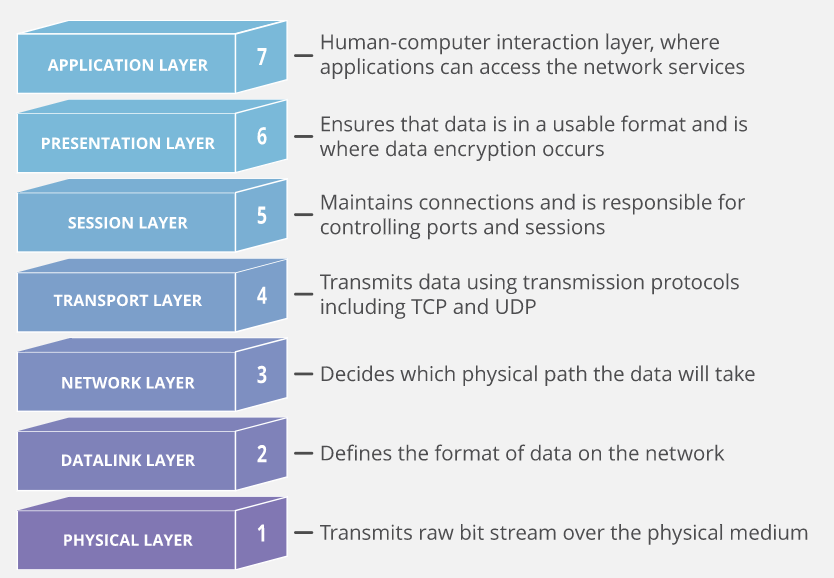 APPLICATION LAYER
7
Human-computer interaction layer, where
applications can access the network services
PRESENTATION LAYER
6
Ensures that data is in a usable format and is
where data encryption occurs
SESSION LAYER
5
Maintains connections and is responsible for
controlling ports and sessions
TRANSPORT LAYER
4
Transmits data using transmission protocols
including TCP and UDP
NETWORK LAYER
3
Decides which physical path the data will take
DATALINK LAYER
2
Defines the format of data on the network
PHYSICAL LAYER
1
Transmits raw bit stream over the physical medium